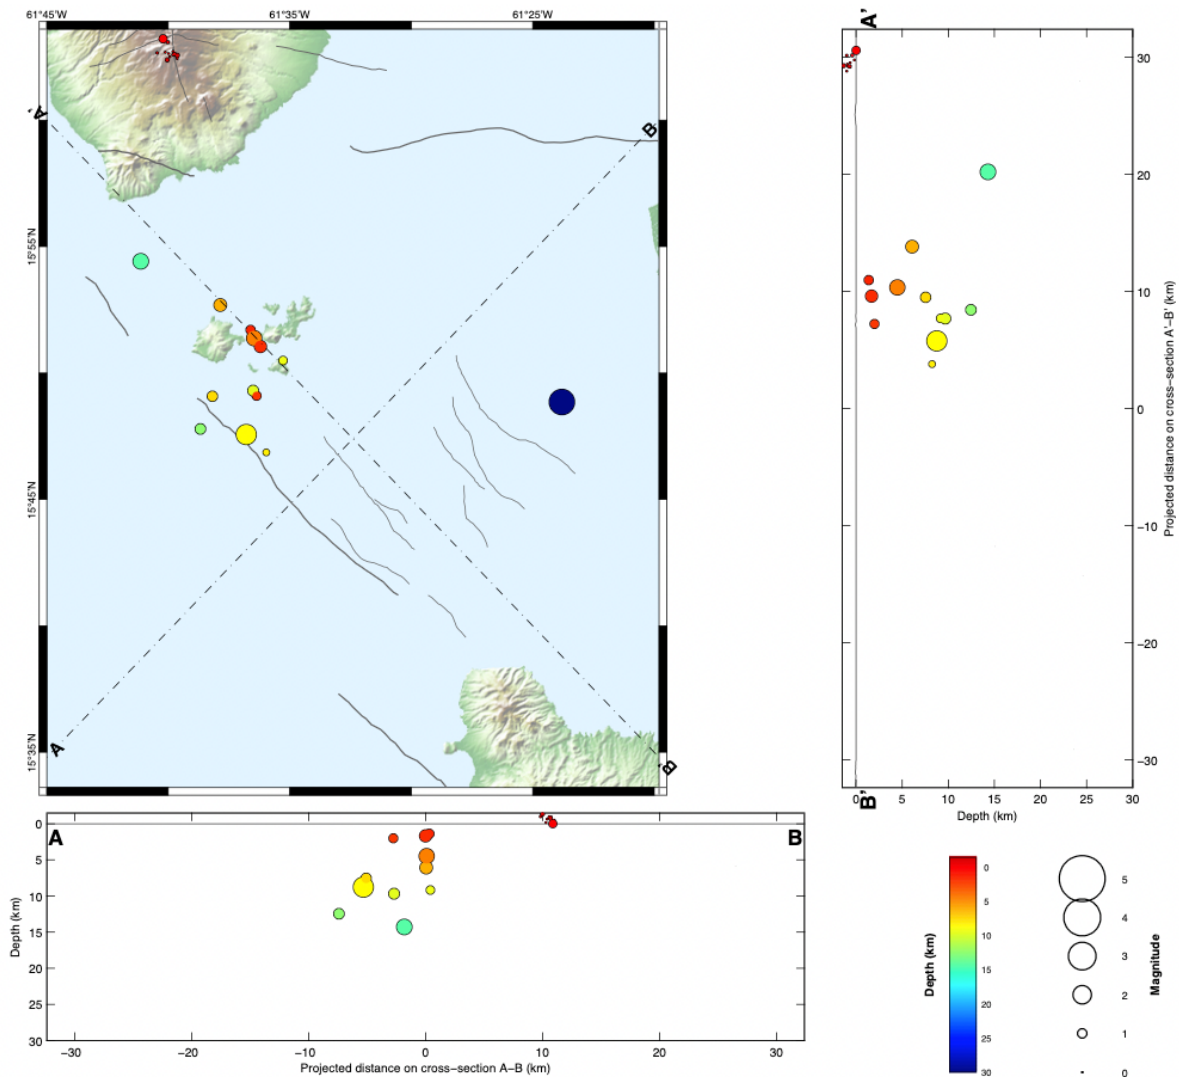 61°45'W 61°35'W 61°25'W
A'
B
15°55'N
15°45'N
15°35'N
A
B'
A'
30
20
10
0
−10
−20
−30
Projected distance on cross−section A'−B' (km)
B'
0 5 10 15 20 25 30
Depth (km)
A B
0
5
10
15
20
25
30
Depth (km)
−30 −20 −10 0 10 20 30
Projected distance on cross−section A−B (km)
0
5
10
15
20
25
30
Depth (km)
5
4
3
2
1
0
Magnitude